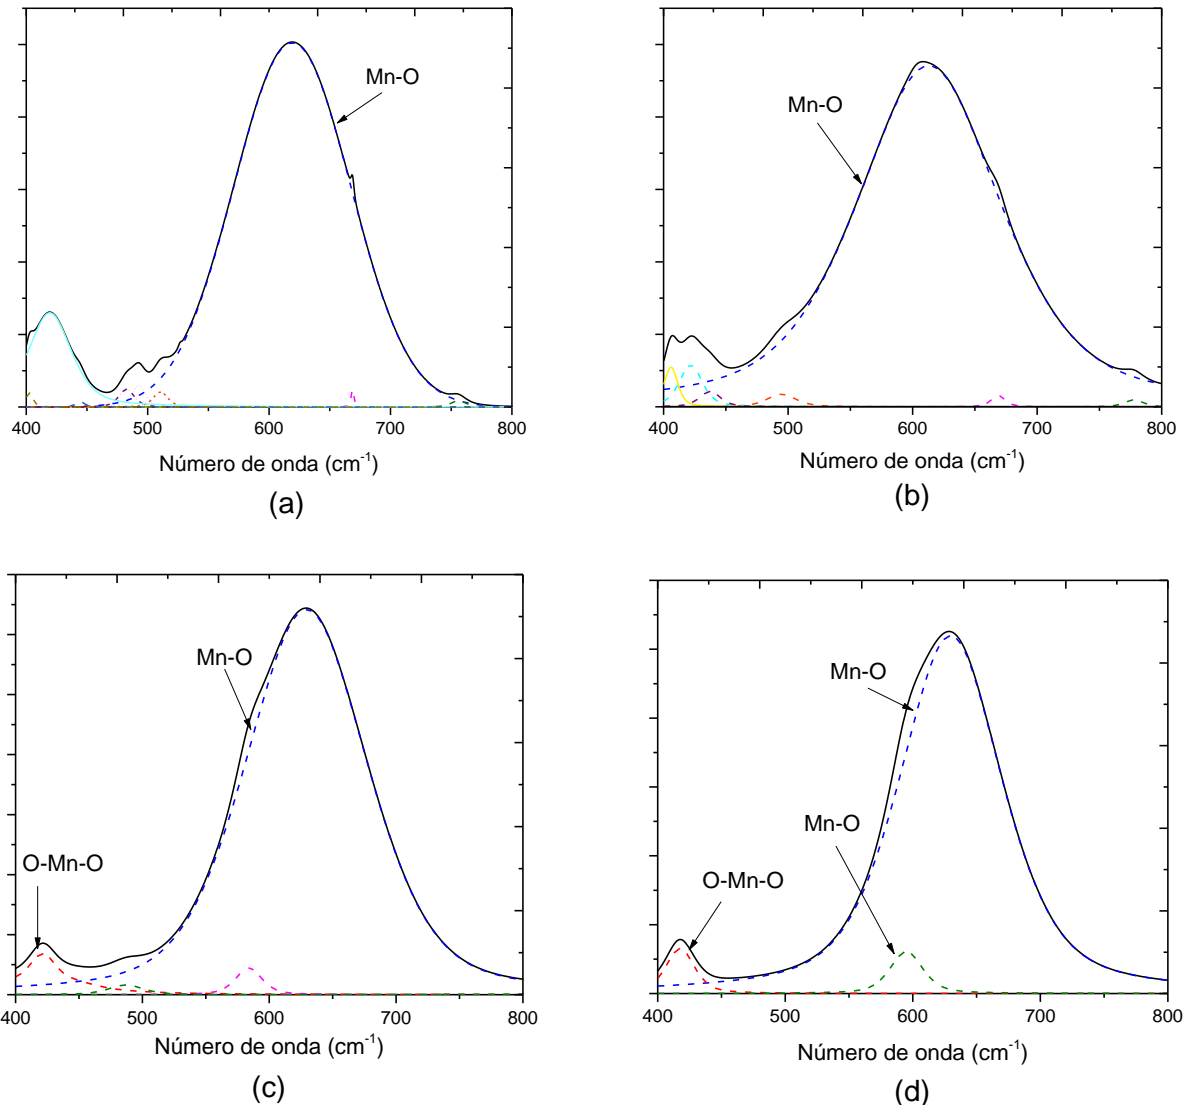 Mn-O
400 500 600 700 800
Número de onda (cm-1)
(a)
Mn-O
400 500 600 700 800
Número de onda (cm-1)
(b)
Mn-O
O-Mn-O
400 500 600 700 800
Número de onda (cm-1)
(c)
Mn-O
Mn-O
O-Mn-O
400 500 600 700 800
Número de onda (cm-1)
(d)